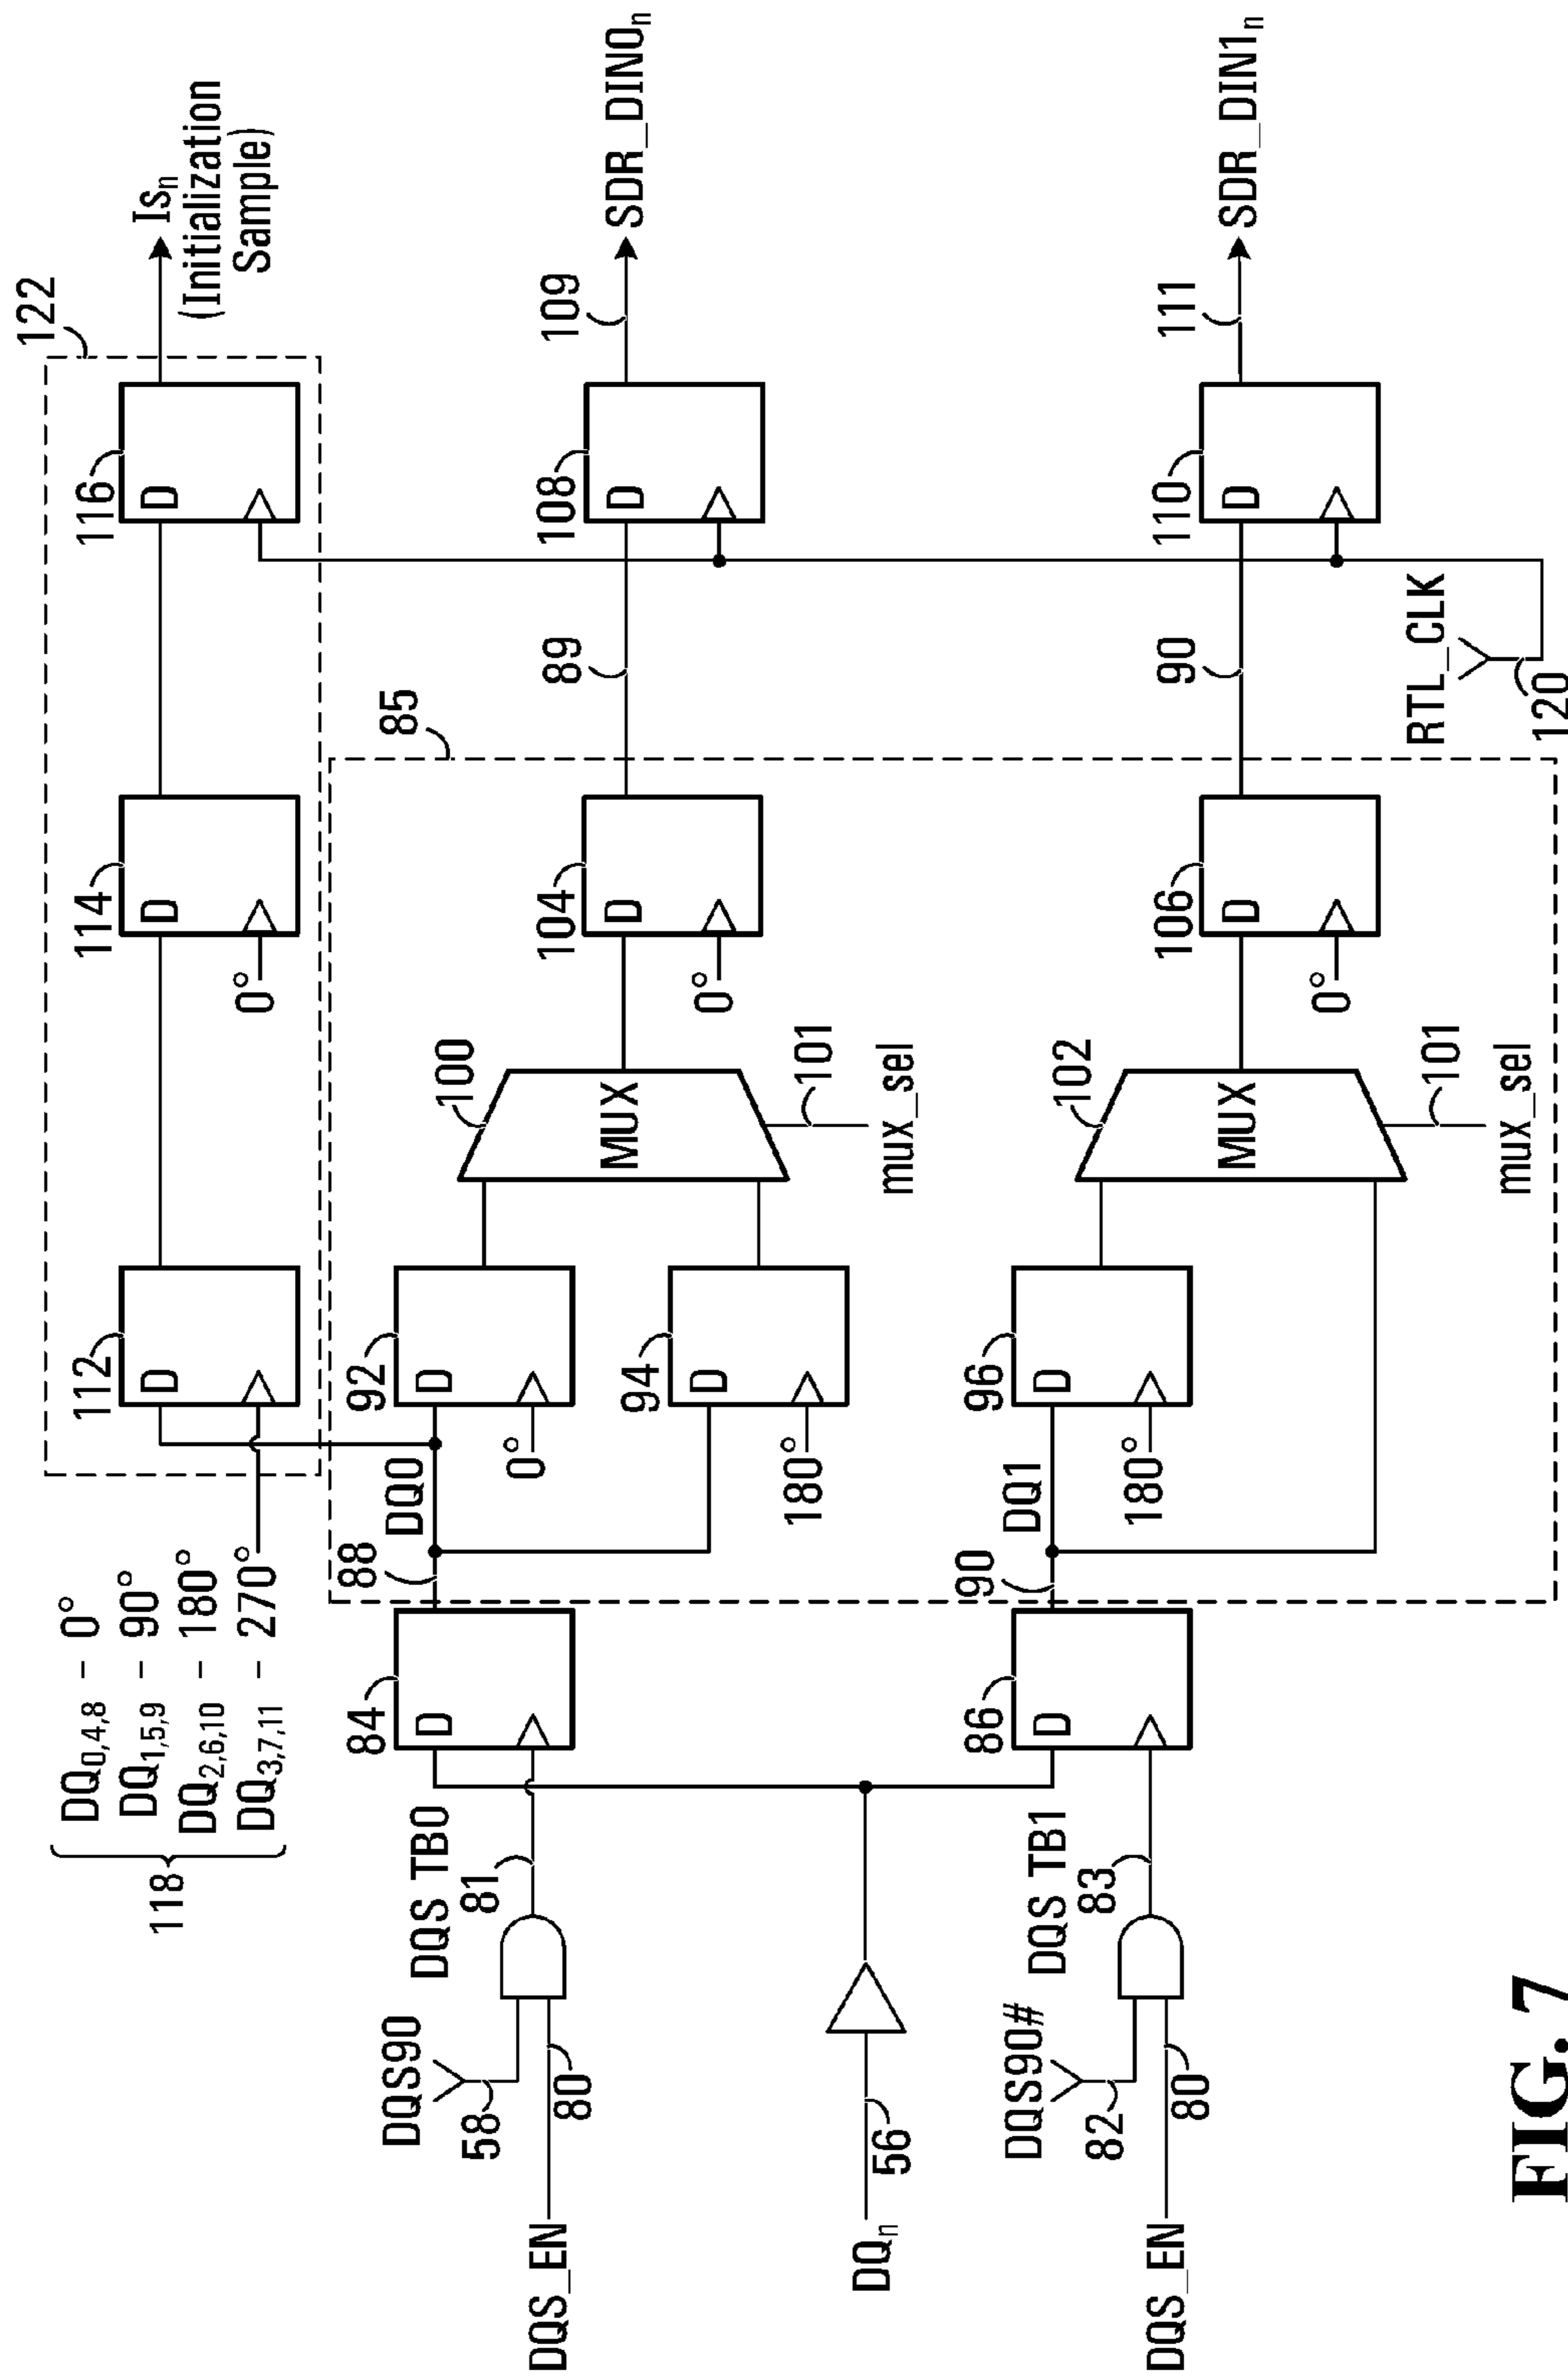 122
116
114
112
Is_n
(Initialization
Sample)
D
D
D
0°
118
DQ_0,4,8 - 0°
DQ_1,5,9 - 90°
DQ_2,6,10 - 180°
DQ_3,7,11 - 270°
85
DQS90
58
DQS_EN
80
DQS TB0
81
84
D
88
DQ0
92
D
0°
94
D
180°
100
MUX
101
mux_sel
104
D
0°
89
108
D
109
SDR_DIN0_n
DQ_n
56
DQS90#
82
DQS_EN
80
DQS TB1
83
86
D
90
DQ1
96
D
180°
102
MUX
101
mux_sel
106
D
0°
90
110
D
111
SDR_DIN1_n
RTL_CLK
120
FIG. 7